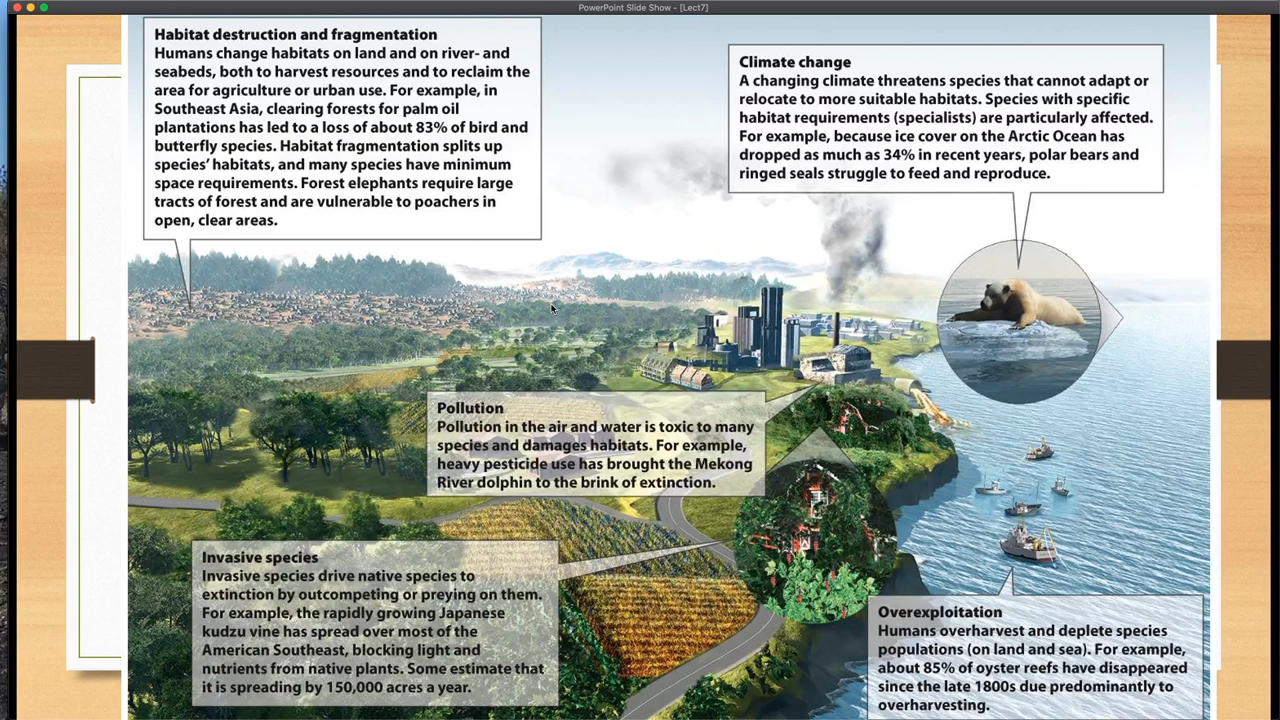 PowerPoint Slide Show - [Lect7]
Habitat destruction and fragmentation
Humans change habitats on land and on river- and
seabeds, both to harvest resources and to reclaim the
area for agriculture or urban use. For example, in
Southeast Asia, clearing forests for palm oil
plantations has led to a loss of about 83% of bird and
butterfly species. Habitat fragmentation splits up
species' habitats, and many species have minimum
space requirements. Forest elephants require large
tracts of forest and are vulnerable to poachers in
open, clear areas.
Climate change
A changing climate threatens species that cannot adapt or
relocate to more suitable habitats. Species with specific
habitat requirements (specialists) are particularly affected.
For example, because ice cover on the Arctic Ocean has
dropped as much as 34% in recent years, polar bears and
ringed seals struggle to feed and reproduce.
Pollution
Pollution in the air and water is toxic to many
species and damages habitats. For example,
heavy pesticide use has brought the Mekong
River dolphin to the brink of extinction.
Invasive species
Invasive species drive native species to
extinction by outcompeting or preying on them.
For example, the rapidly growing Japanese
kudzu vine has spread over most of the
American Southeast, blocking light and
nutrients from native plants. Some estimate that
it is spreading by 150,000 acres a year.
Overexploitation
Humans overharvest and deplete species
populations (on land and sea). For example,
about 85% of oyster reefs have disappeared
since the late 1800s due predominantly to
overharvesting.